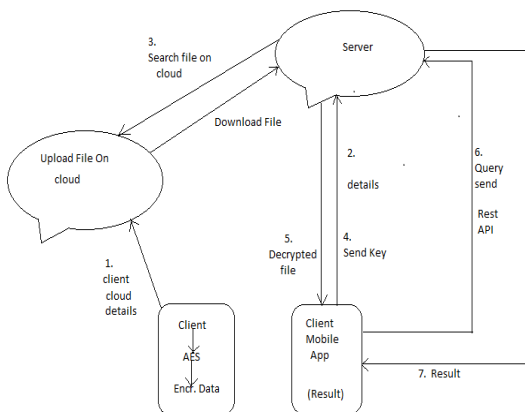 3.
Search file on
cloud
Server
Download File
Upload File On
cloud
2.
details
6.
Query
send
Rest
API
5.
Decrypted
file
4.
Send Key
1.
client
cloud
details
Client
AES
Encr. Data
Client
Mobile
App
(Result)
7. Result